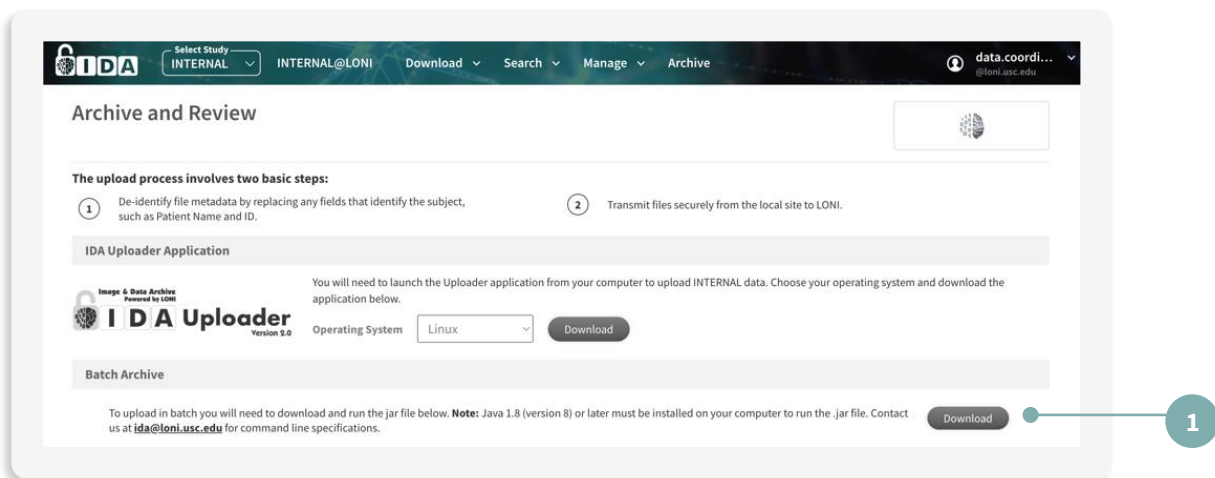 IDA
Select Study
INTERNAL
INTERNAL@LONI
Download
Search
Manage
Archive
data.coordi...
@loni.usc.edu
Archive and Review
The upload process involves two basic steps:
1
De-identify file metadata by replacing any fields that identify the subject,
such as Patient Name and ID.
2
Transmit files securely from the local site to LONI.
IDA Uploader Application
Image & Data Archive
Powered by LONI
IDA Uploader
Version 2.0
You will need to launch the Uploader application from your computer to upload INTERNAL data. Choose your operating system and download the
application below.
Operating System
Linux
Download
Batch Archive
To upload in batch you will need to download and run the jar file below. Note: Java 1.8 (version 8) or later must be installed on your computer to run the .jar file. Contact
us at ida@loni.usc.edu for command line specifications.
Download
1